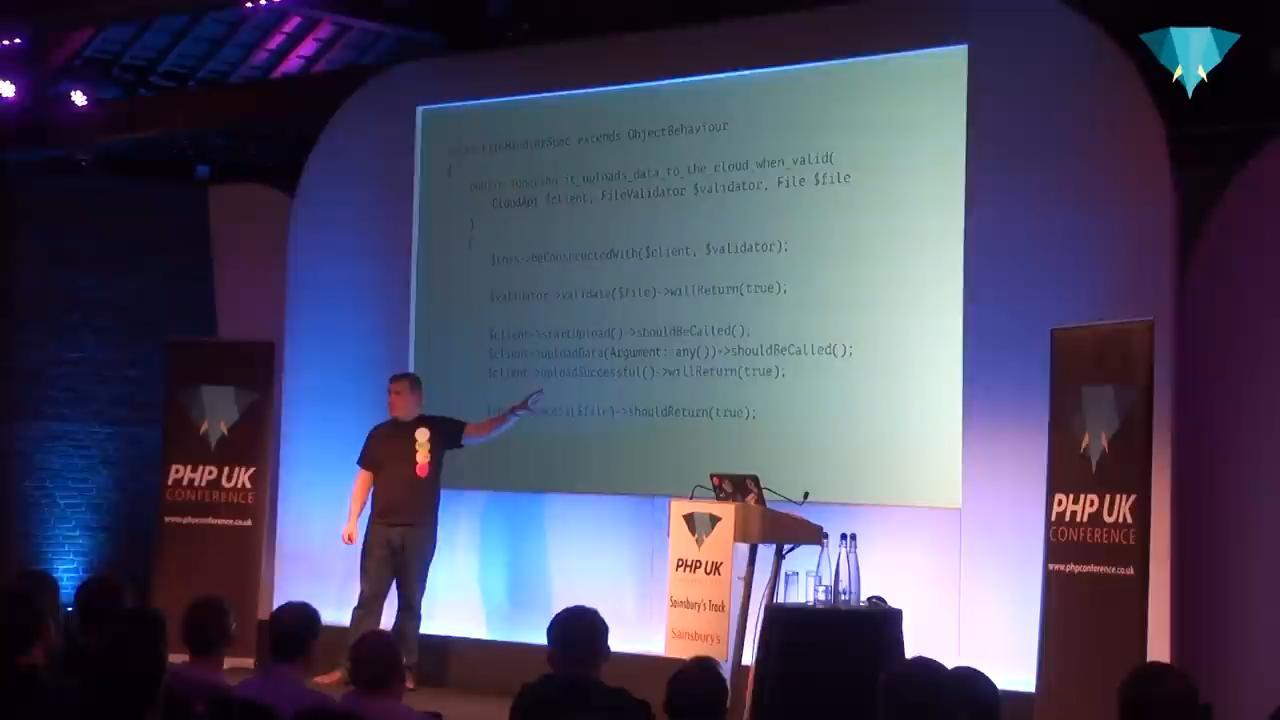 extends ObjectBehaviour
{
public function it_uploads_data_to_the_cloud_when_valid(
CloudApi $client, FileValidator $validator, File $file
)
{
$this->beConstructedWith($client, $validator);
$validator->validate($file)->willReturn(true);
$client->startUpload()->shouldBeCalled();
$client->uploadData(Argument::any())->shouldBeCalled();
$client->uploadSuccessful()->willReturn(true);
$file)->shouldReturn(true);
PHP UK
CONFERENCE
www.phpconference.co.uk
PHP UK
Sainsbury's Track
Sainsbury's
PHP UK
CONFERENCE
www.phpconference.co.uk